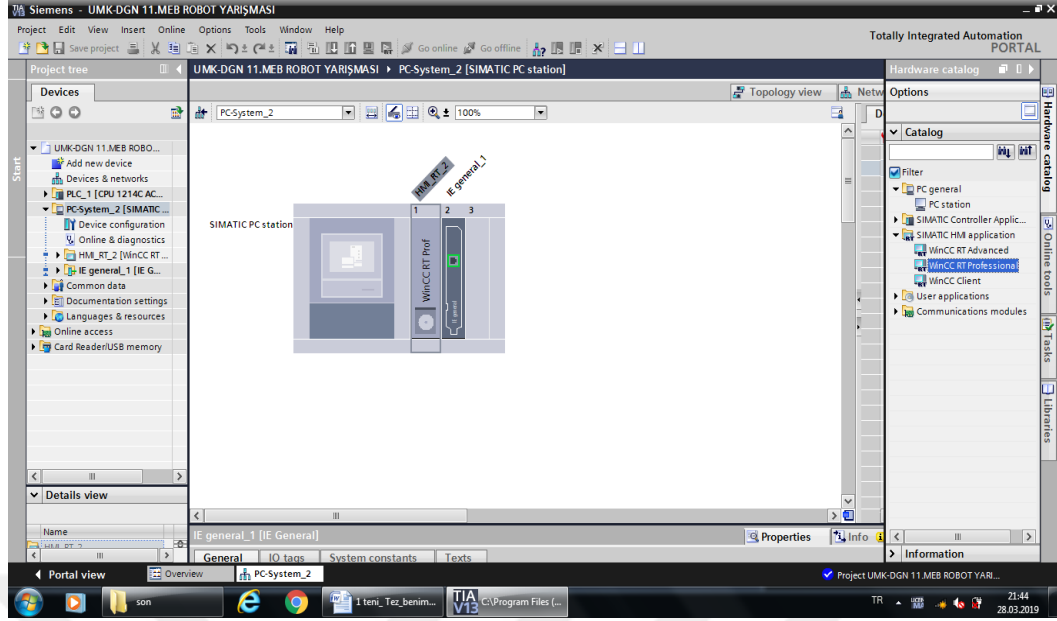 Siemens - UMK-DGN 11.MEB ROBOT YARIŞMASI
Project Edit View Insert Online Options Tools Window Help
Totally Integrated Automation
PORTAL
Save project Go online Go offline
Project tree
UMK-DGN 11.MEB ROBOT YARIŞMASI PC-System_2 [SIMATIC PC station]
Hardware catalog
Devices
Topology view
Netw
Options
PC-System_2
100%
D
Catalog
Filter
UMK-DGN 11.MEB ROBO...
Add new device
Devices & networks
PLC_1 [CPU 1214C AC...
PC-System_2 [SIMATIC ...
Device configuration
Online & diagnostics
HMI_RT_2 [WinCC RT ...
IE general_1 [IE G...
Common data
Documentation settings
Languages & resources
Online access
Card Reader/USB memory
Start
HMI_RT_2
IE general_1
1 2 3
SIMATIC PC station
WinCC RT Prof
IE general
PC general
PC station
SIMATIC Controller Applic...
SIMATIC HMI application
WinCC RT Advanced
WinCC RT Professional
WinCC Client
User applications
Communications modules
Hardware catalog
Online tools
Tasks
Libraries
Details view
Name
HMI_RT_2
IE general_1 [IE General]
Properties
Info
General IO tags System constants Texts
Information
Portal view
Overview
PC-System_2
Project UMK-DGN 11.MEB ROBOT YARI...
son
1 teni_Tez_benim...
TIA V13
C:\Program Files (...
TR
21:44
28.03.2019